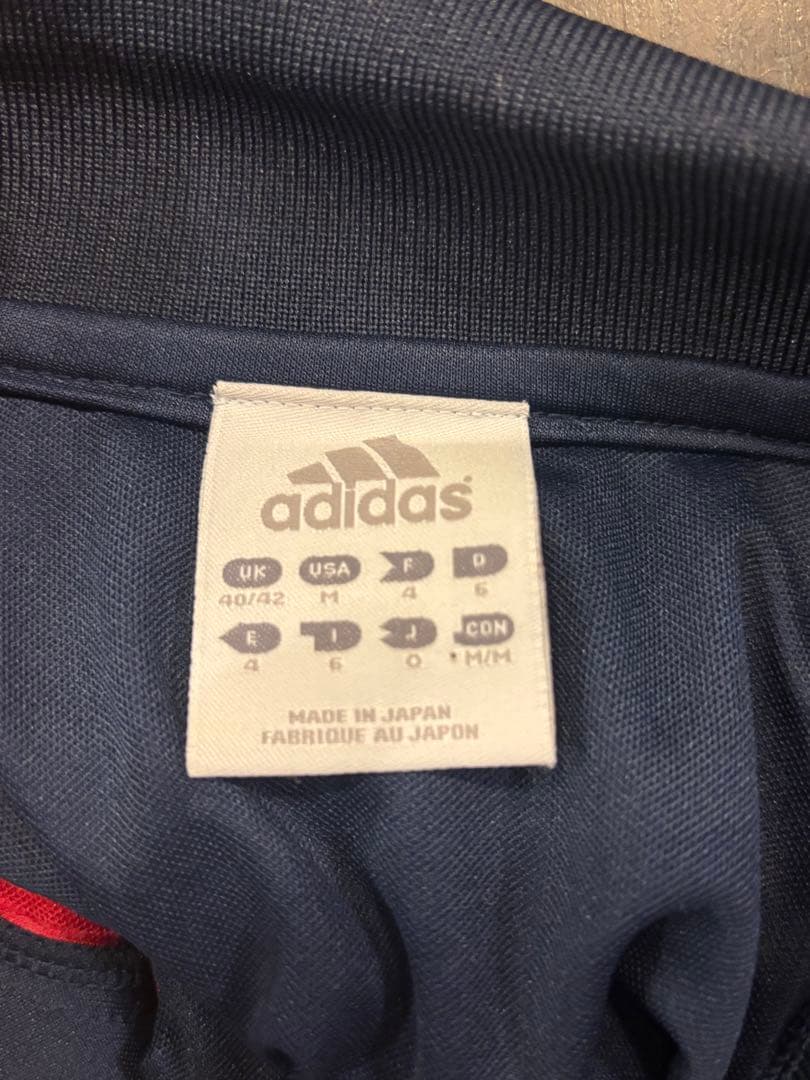 adidas
UK USA F D
40/42 M 4 6
E I J CON
4 6 O M/M
MADE IN JAPAN
FABRIQUE AU JAPON